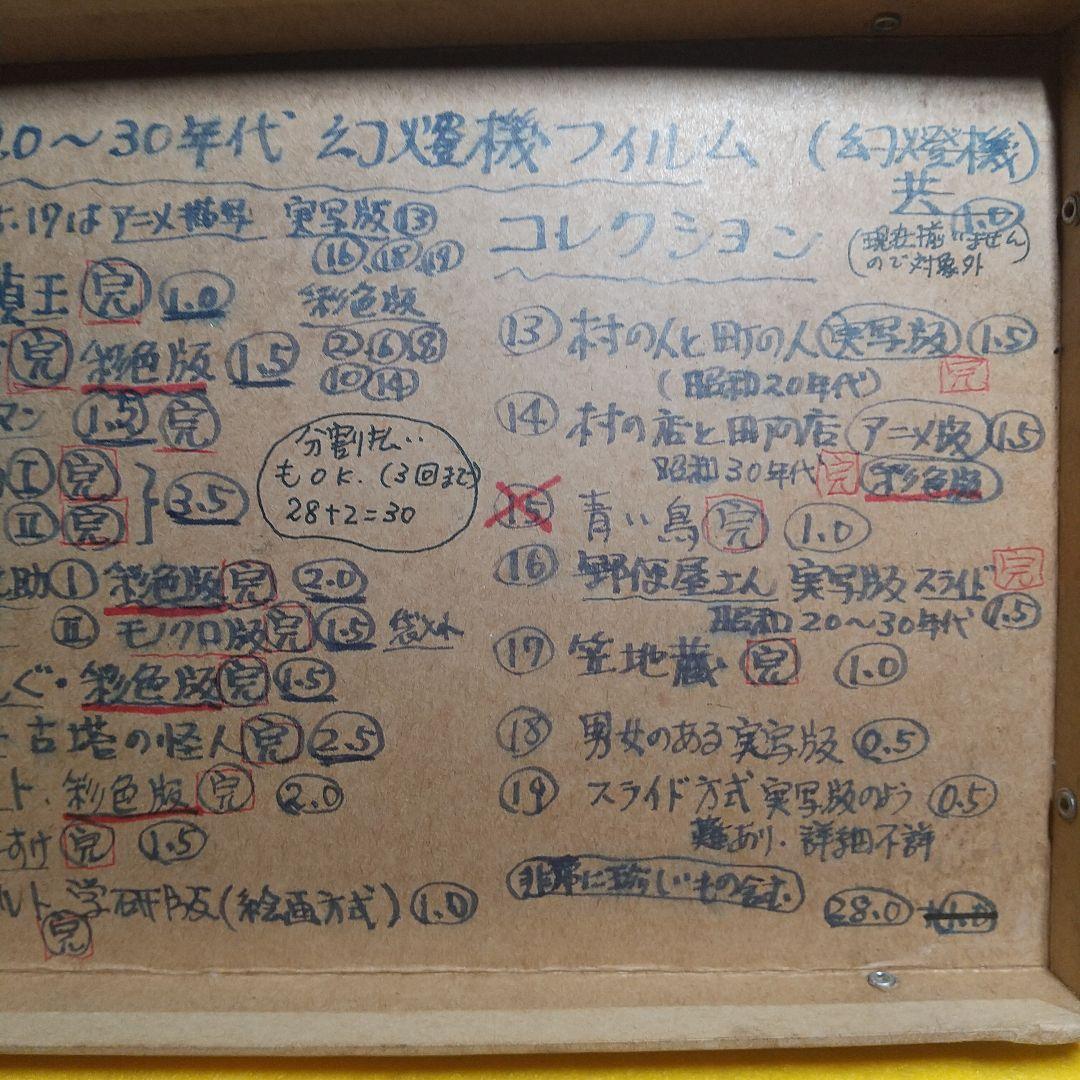 20～30年代 幻燈機フィルム (幻燈機)
共 1.0
コレクション
(現在揃いませんので対象外)
5.17は アニメ描写 実写版⑬
⑯.⑱.⑲
彩色版
②⑥⑧
⑩⑭
王 完 1.0
完 彩色版 1.5
マン 1.5 完
Ⅰ 完
Ⅱ 完 } 3.5
分割払い
もOK.(3回まで)
28+2=30
助Ⅰ 彩色版 完 2.0
Ⅱ モノクロ版 完 1.5 袋入れ
ぐ・彩色版 完 1.5
古塔の怪人 完 2.5
ト. 彩色版 完 2.0
すけ 完 1.5
ルト 学研版(絵画方式) 1.0
完
⑬ 村の人と町の人 実写版 1.5
(昭和20年代) 完
⑭ 村の店と町の店 アニメ版 1.5
昭和30年代 完 彩色版
⑮ 青い鳥 完 1.0
⑯ 郵便屋さん 実写版 スライド 完
昭和20～30年代 1.5
⑰ 笠地蔵 完 1.0
⑱ 男女のある実写版 0.5
⑲ スライド方式 実写版のよう 0.5
難あり. 詳細不詳
非常に珍しいもの含む.
28.0 +1.0